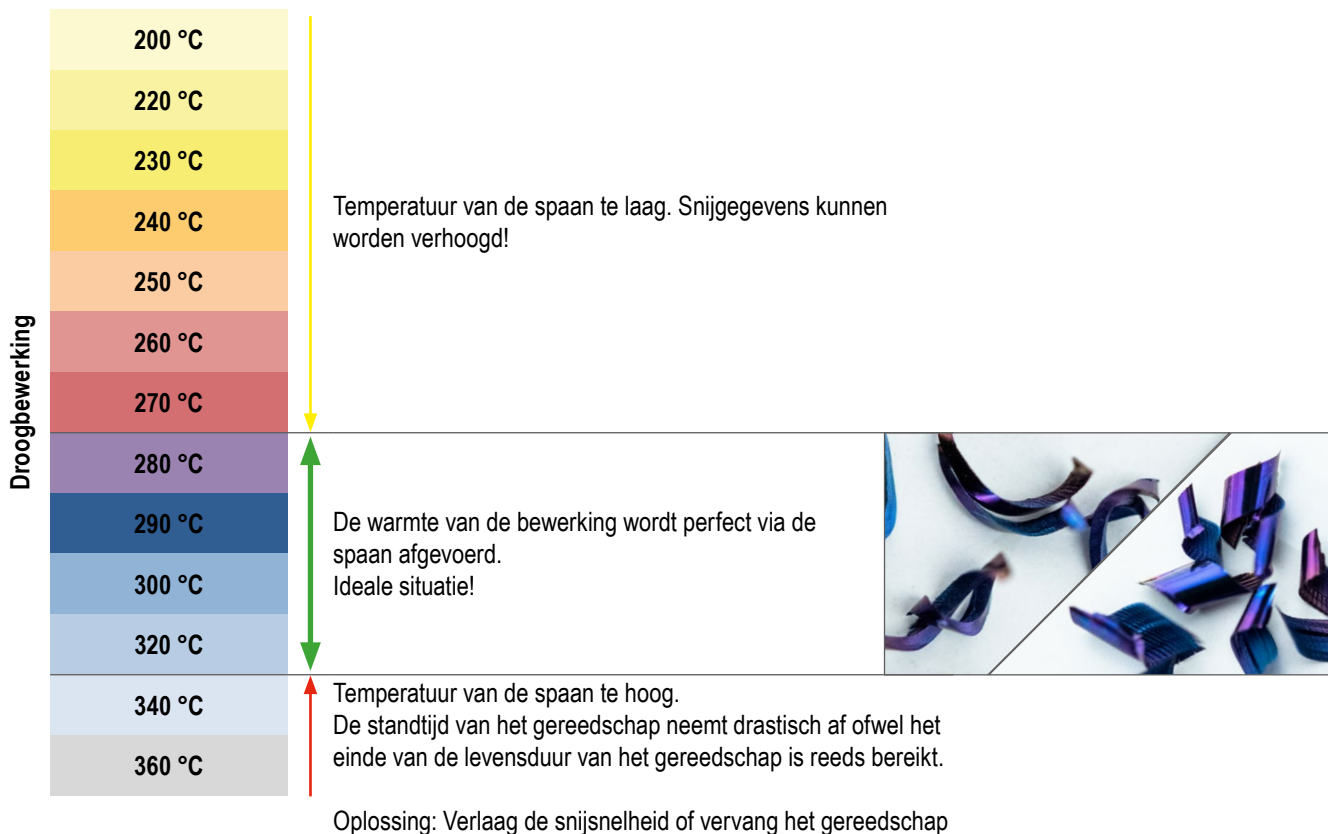 Droogbewerking
200 °C
220 °C
230 °C
240 °C
250 °C
260 °C
270 °C
Temperatuur van de spaan te laag. Snijgegevens kunnen
worden verhoogd!
280 °C
290 °C
300 °C
320 °C
De warmte van de bewerking wordt perfect via de
spaan afgevoerd.
Ideale situatie!
340 °C
360 °C
Temperatuur van de spaan te hoog.
De standtijd van het gereedschap neemt drastisch af ofwel het
einde van de levensduur van het gereedschap is reeds bereikt.
Oplossing: Verlaag de snijsnelheid of vervang het gereedschap